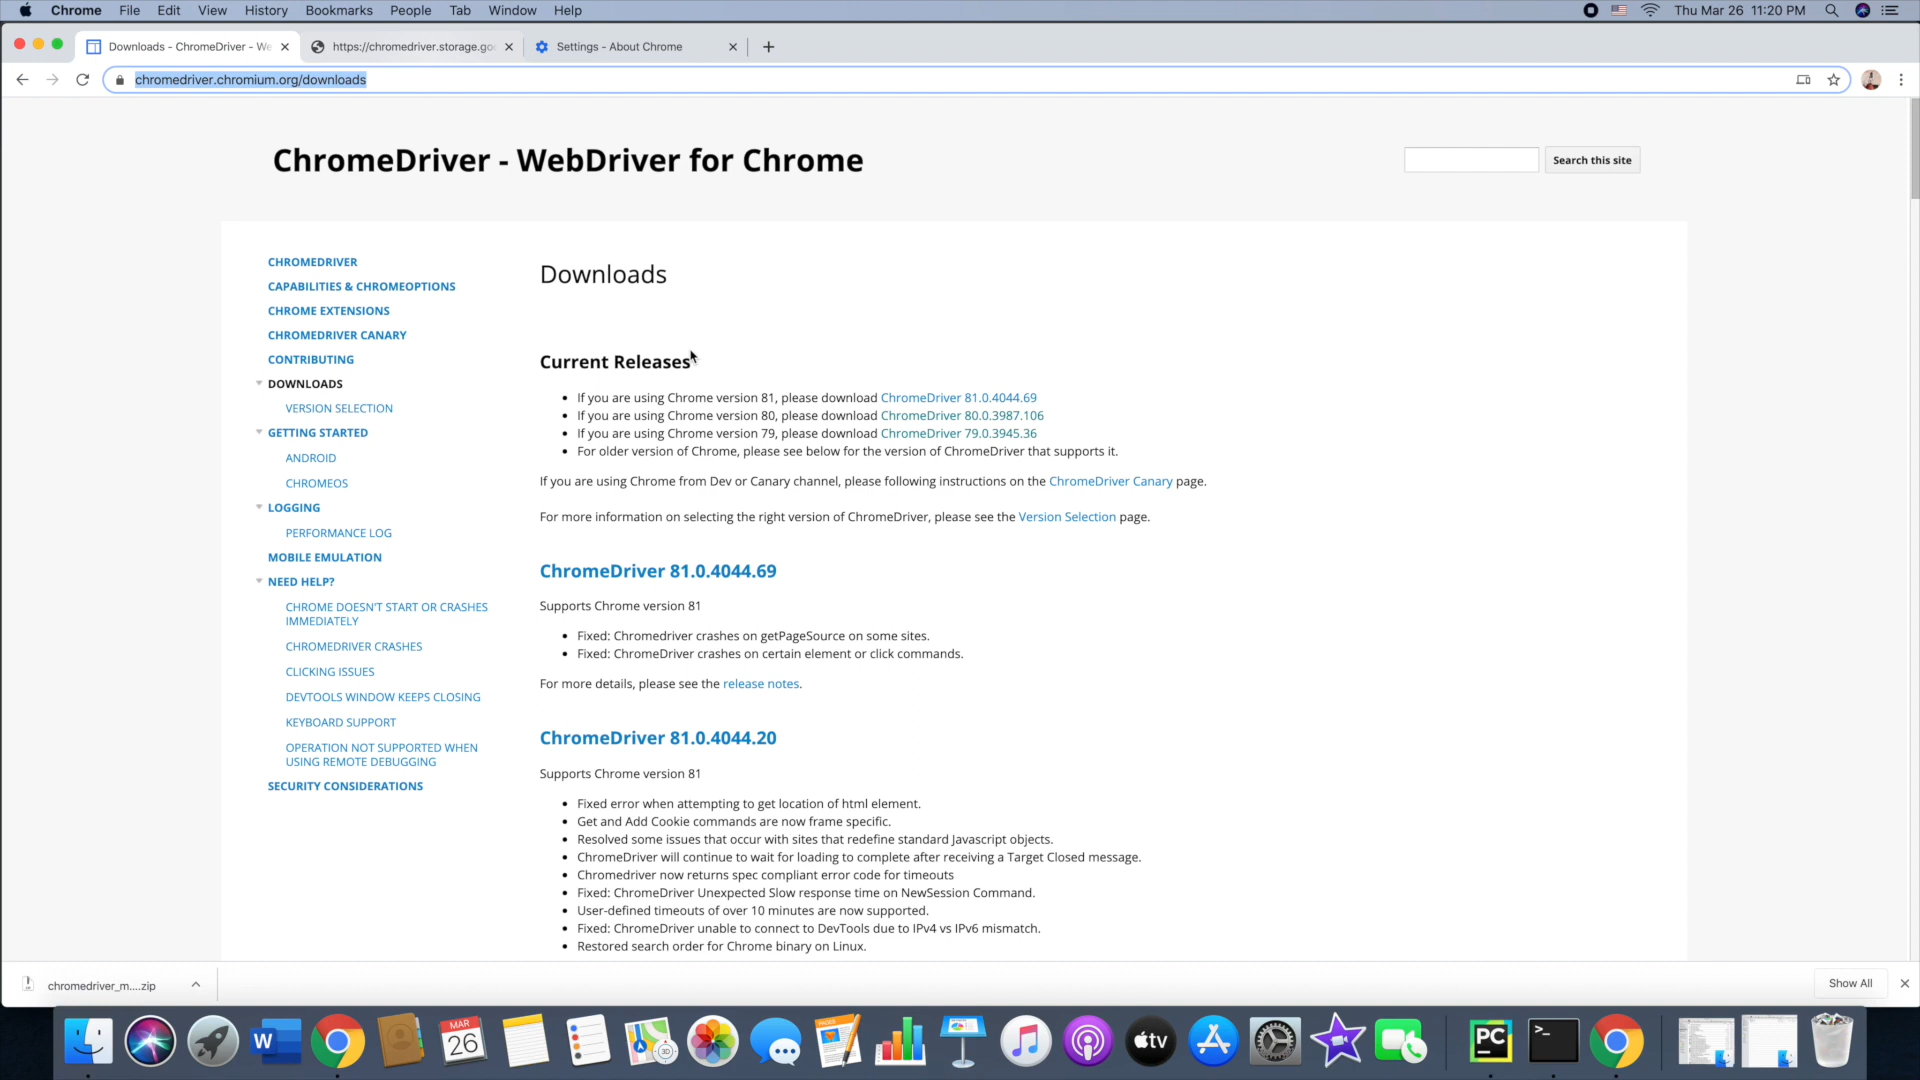 Chrome File Edit View History Bookmarks People Tab Window Help Thu Mar 26 11:20 PM
Downloads - ChromeDriver - We https://chromedriver.storage.go Settings - About Chrome
chromedriver.chromium.org/downloads
ChromeDriver - WebDriver for Chrome
Search this site
CHROMEDRIVER
CAPABILITIES & CHROMEOPTIONS
CHROME EXTENSIONS
CHROMEDRIVER CANARY
CONTRIBUTING
DOWNLOADS
VERSION SELECTION
GETTING STARTED
ANDROID
CHROMEOS
LOGGING
PERFORMANCE LOG
MOBILE EMULATION
NEED HELP?
CHROME DOESN'T START OR CRASHES
IMMEDIATELY
CHROMEDRIVER CRASHES
CLICKING ISSUES
DEVTOOLS WINDOW KEEPS CLOSING
KEYBOARD SUPPORT
OPERATION NOT SUPPORTED WHEN
USING REMOTE DEBUGGING
SECURITY CONSIDERATIONS
Downloads
Current Releases
If you are using Chrome version 81, please download ChromeDriver 81.0.4044.69
If you are using Chrome version 80, please download ChromeDriver 80.0.3987.106
If you are using Chrome version 79, please download ChromeDriver 79.0.3945.36
For older version of Chrome, please see below for the version of ChromeDriver that supports it.
If you are using Chrome from Dev or Canary channel, please following instructions on the ChromeDriver Canary page.
For more information on selecting the right version of ChromeDriver, please see the Version Selection page.
ChromeDriver 81.0.4044.69
Supports Chrome version 81
Fixed: Chromedriver crashes on getPageSource on some sites.
Fixed: ChromeDriver crashes on certain element or click commands.
For more details, please see the release notes.
ChromeDriver 81.0.4044.20
Supports Chrome version 81
Fixed error when attempting to get location of html element.
Get and Add Cookie commands are now frame specific.
Resolved some issues that occur with sites that redefine standard Javascript objects.
ChromeDriver will continue to wait for loading to complete after receiving a Target Closed message.
Chromedriver now returns spec compliant error code for timeouts
Fixed: ChromeDriver Unexpected Slow response time on NewSession Command.
User-defined timeouts of over 10 minutes are now supported.
Fixed: ChromeDriver unable to connect to DevTools due to IPv4 vs IPv6 mismatch.
Restored search order for Chrome binary on Linux.
chromedriver_m....zip Show All
W MAR 26 3D PAGES tv PC >_